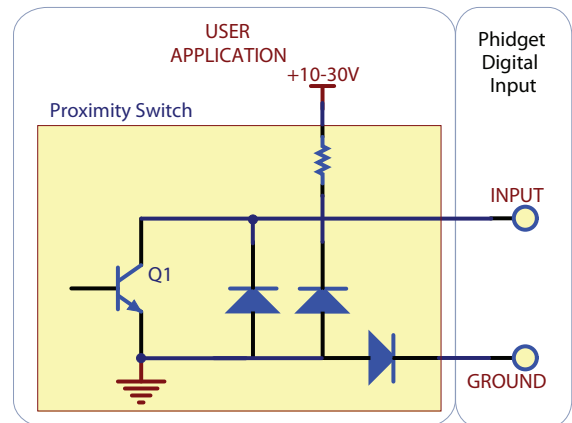 USER
APPLICATION
+10-30V
Phidget
Digital
Input
Proximity Switch
INPUT
Q1
GROUND